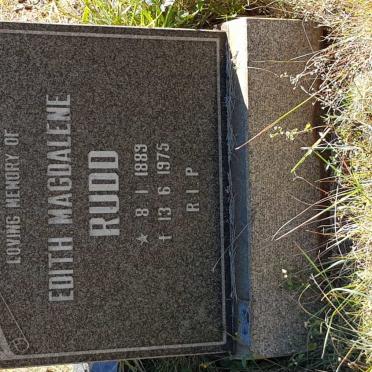 LOVING MEMORY OF
EDITH MAGDALENE
RUDD
☆ 8 | 1 | 1889
† 13 6 1975
R I P